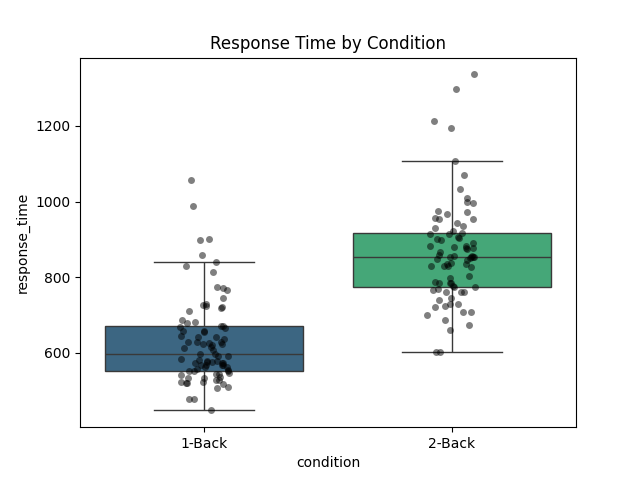 Response Time by Condition
1200
1000
800
600
response_time
1-Back
2-Back
condition